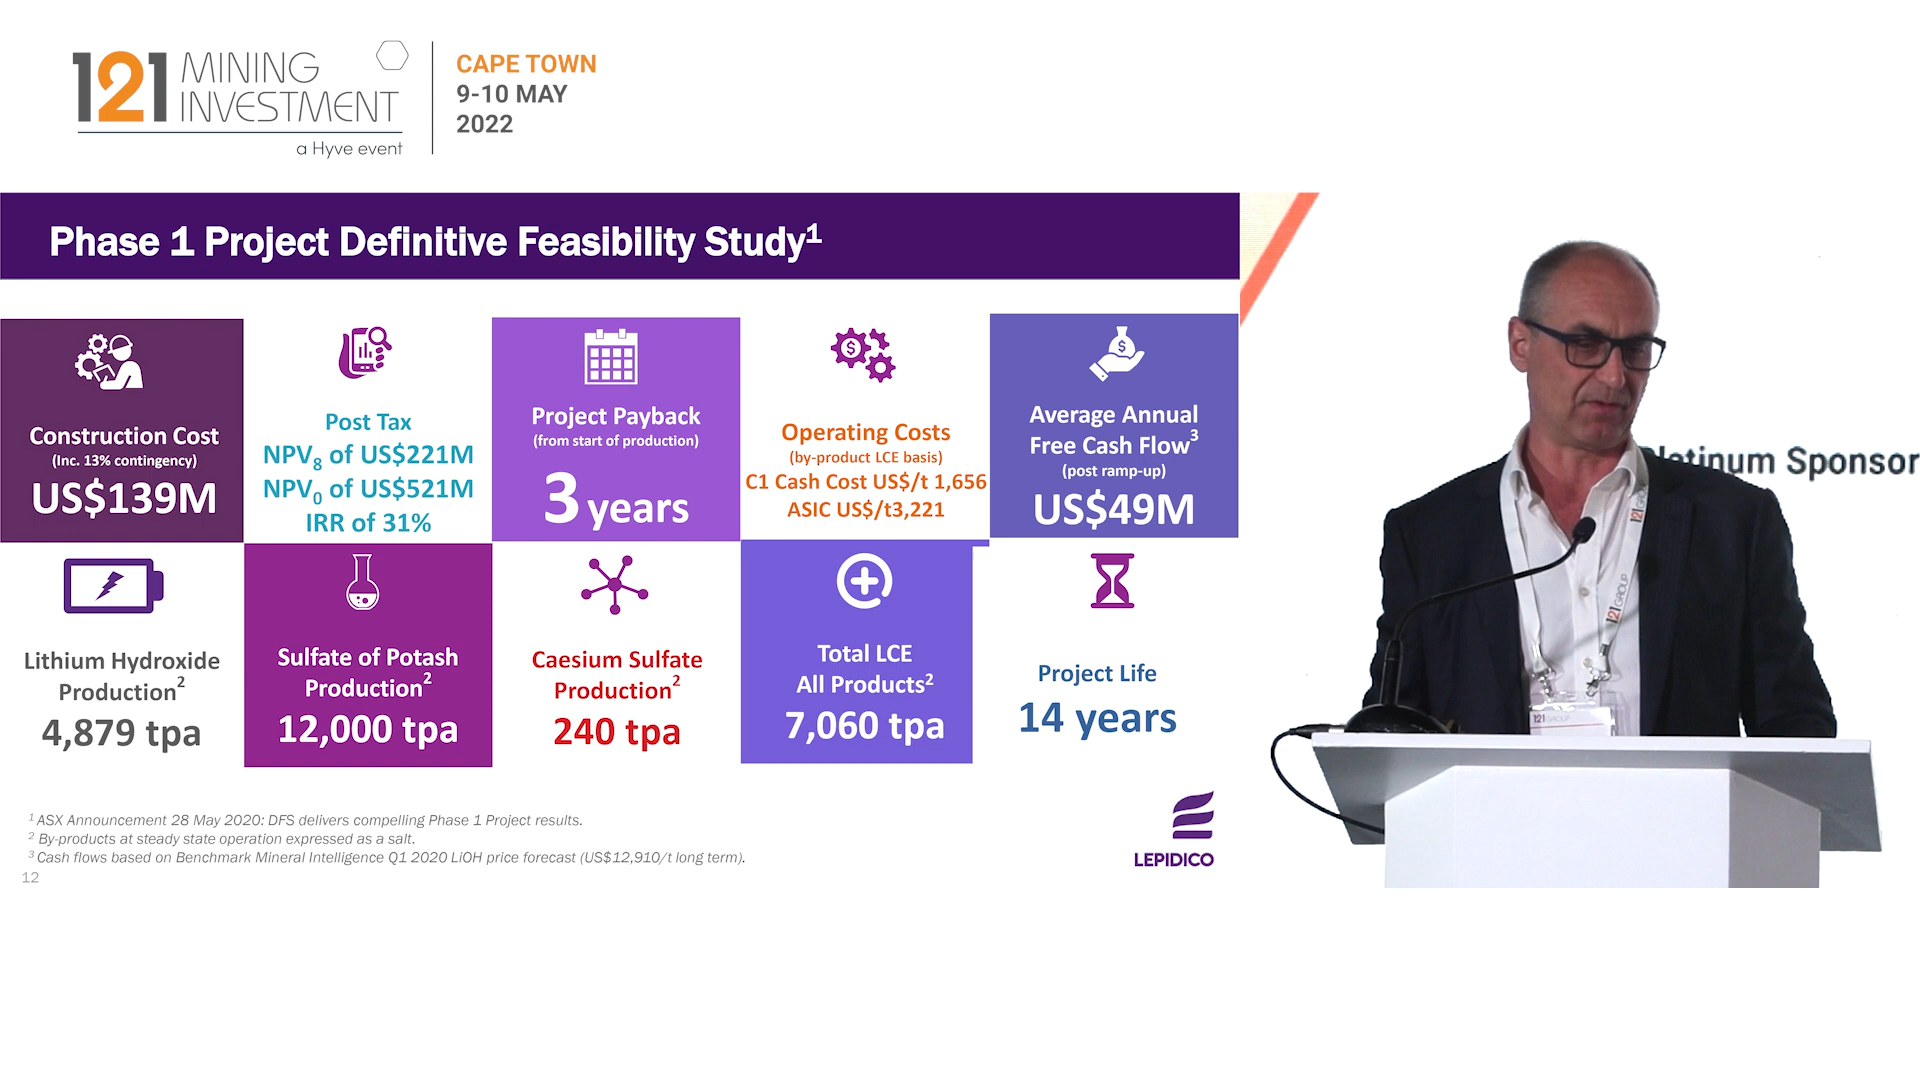 121 MINING
INVESTMENT
a Hyve event
CAPE TOWN
9-10 MAY
2022
Phase 1 Project Definitive Feasibility Study¹
Construction Cost
(Inc. 13% contingency)
US$139M
Post Tax
NPV₈ of US$221M
NPV₀ of US$521M
IRR of 31%
Project Payback
(from start of production)
3 years
Operating Costs
(by-product LCE basis)
C1 Cash Cost US$/t 1,656
ASIC US$/t3,221
Average Annual
Free Cash Flow³
(post ramp-up)
US$49M
Lithium Hydroxide
Production²
4,879 tpa
Sulfate of Potash
Production²
12,000 tpa
Caesium Sulfate
Production²
240 tpa
Total LCE
All Products²
7,060 tpa
Project Life
14 years
¹ ASX Announcement 28 May 2020: DFS delivers compelling Phase 1 Project results.
² By-products at steady state operation expressed as a salt.
³ Cash flows based on Benchmark Mineral Intelligence Q1 2020 LiOH price forecast (US$12,910/t long term).
12
LEPIDICO
Platinum Sponsor
121 GROUP
121 GROUP